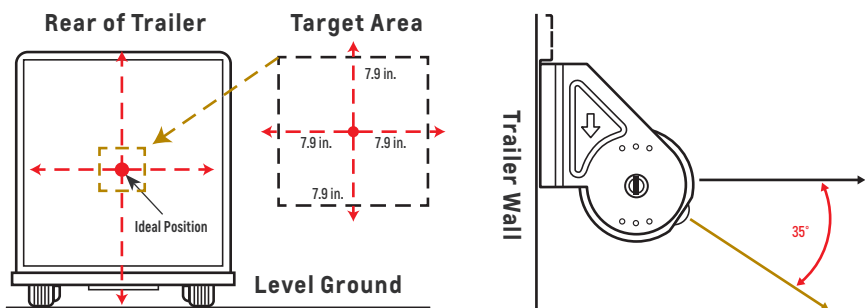 Rear of Trailer
Target Area
7.9 in.
7.9 in.
7.9 in.
7.9 in.
Ideal Position
Level Ground
Trailer Wall
35°